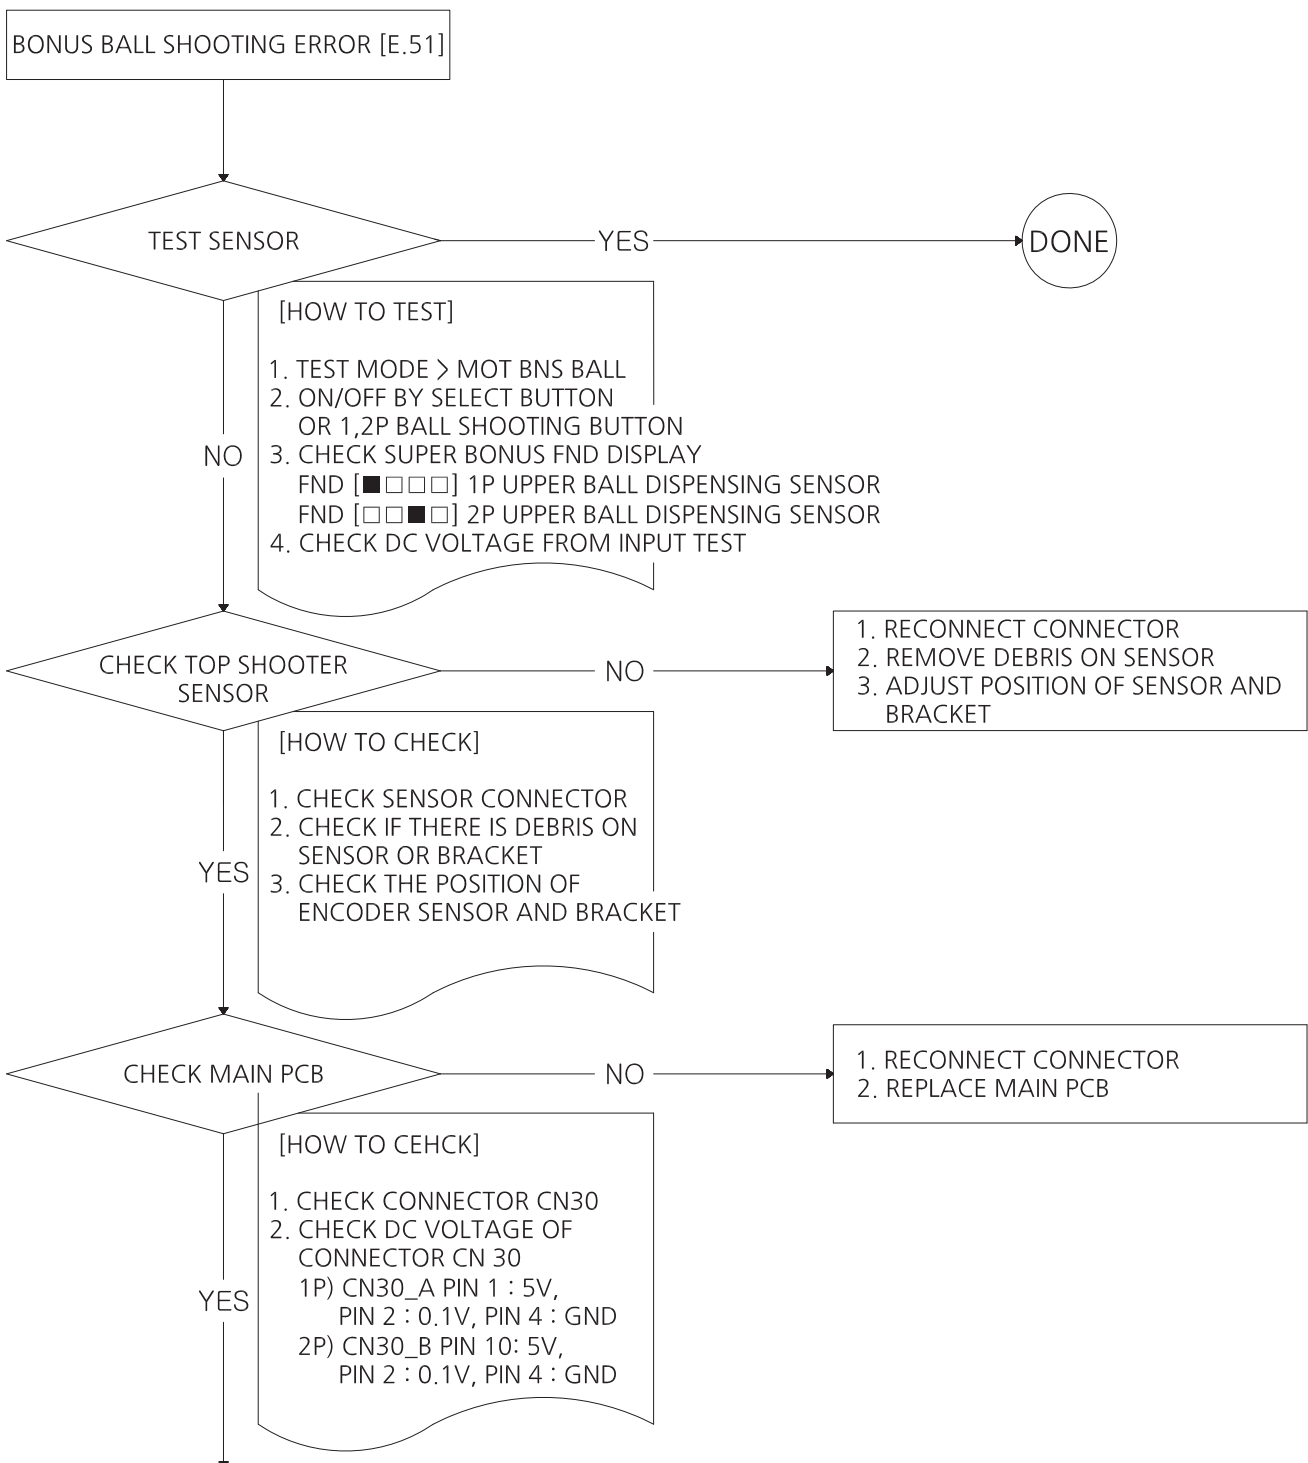 BONUS BALL SHOOTING ERROR [E.51]
TEST SENSOR
YES
DONE
[HOW TO TEST]
1. TEST MODE > MOT BNS BALL
2. ON/OFF BY SELECT BUTTON
OR 1,2P BALL SHOOTING BUTTON
3. CHECK SUPER BONUS FND DISPLAY
FND [■□□□] 1P UPPER BALL DISPENSING SENSOR
FND [□□■□] 2P UPPER BALL DISPENSING SENSOR
4. CHECK DC VOLTAGE FROM INPUT TEST
NO
CHECK TOP SHOOTER
SENSOR
NO
1. RECONNECT CONNECTOR
2. REMOVE DEBRIS ON SENSOR
3. ADJUST POSITION OF SENSOR AND
BRACKET
[HOW TO CHECK]
1. CHECK SENSOR CONNECTOR
2. CHECK IF THERE IS DEBRIS ON
SENSOR OR BRACKET
3. CHECK THE POSITION OF
ENCODER SENSOR AND BRACKET
YES
CHECK MAIN PCB
NO
1. RECONNECT CONNECTOR
2. REPLACE MAIN PCB
[HOW TO CEHCK]
1. CHECK CONNECTOR CN30
2. CHECK DC VOLTAGE OF
CONNECTOR CN 30
1P) CN30_A PIN 1 : 5V,
PIN 2 : 0.1V, PIN 4 : GND
2P) CN30_B PIN 10: 5V,
PIN 2 : 0.1V, PIN 4 : GND
YES